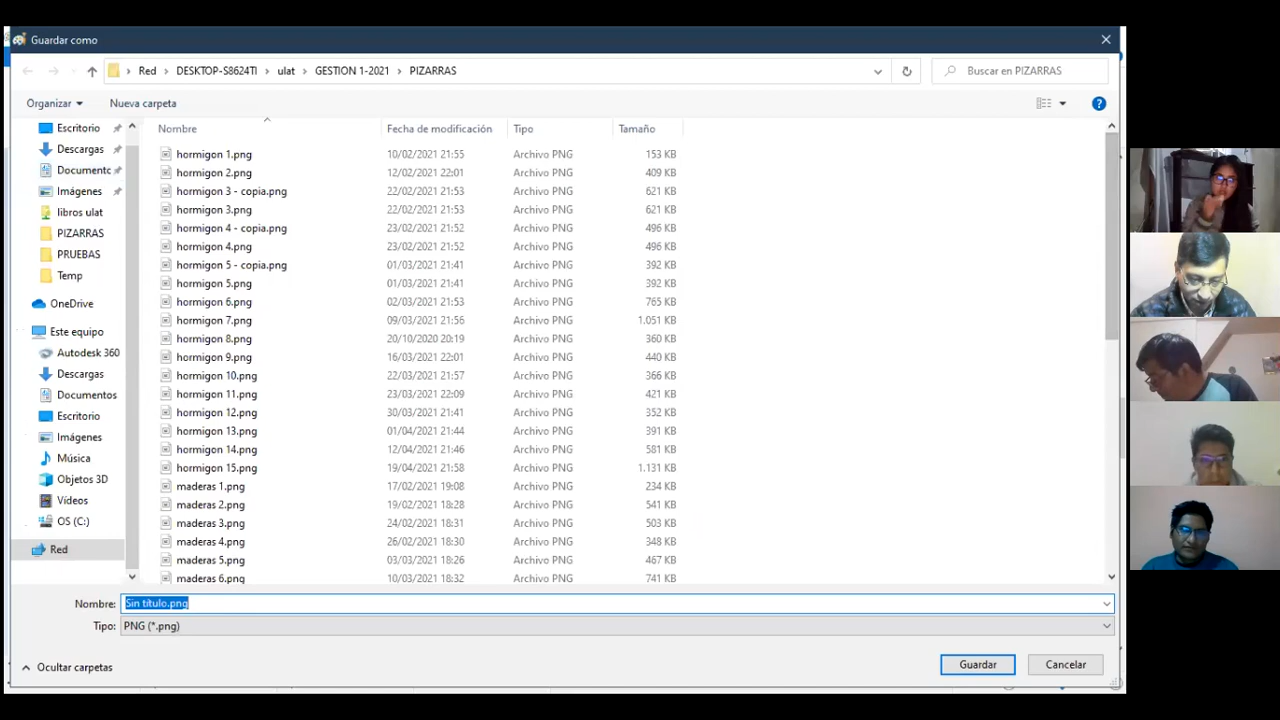 Guardar como
Red > DESKTOP-S8624TI > ulat > GESTION 1-2021 > PIZARRAS
Buscar en PIZARRAS
Organizar
Nueva carpeta
Nombre Fecha de modificación Tipo Tamaño
hormigon 1.png 10/02/2021 21:55 Archivo PNG 153 KB
hormigon 2.png 12/02/2021 22:01 Archivo PNG 409 KB
hormigon 3 - copia.png 22/02/2021 21:53 Archivo PNG 621 KB
hormigon 3.png 22/02/2021 21:53 Archivo PNG 621 KB
hormigon 4 - copia.png 23/02/2021 21:52 Archivo PNG 496 KB
hormigon 4.png 23/02/2021 21:52 Archivo PNG 496 KB
hormigon 5 - copia.png 01/03/2021 21:41 Archivo PNG 392 KB
hormigon 5.png 01/03/2021 21:41 Archivo PNG 392 KB
hormigon 6.png 02/03/2021 21:53 Archivo PNG 765 KB
hormigon 7.png 09/03/2021 21:56 Archivo PNG 1.051 KB
hormigon 8.png 20/10/2020 20:19 Archivo PNG 360 KB
hormigon 9.png 16/03/2021 22:01 Archivo PNG 440 KB
hormigon 10.png 22/03/2021 21:57 Archivo PNG 366 KB
hormigon 11.png 23/03/2021 22:09 Archivo PNG 421 KB
hormigon 12.png 30/03/2021 21:41 Archivo PNG 352 KB
hormigon 13.png 01/04/2021 21:44 Archivo PNG 391 KB
hormigon 14.png 12/04/2021 21:46 Archivo PNG 581 KB
hormigon 15.png 19/04/2021 21:58 Archivo PNG 1.131 KB
maderas 1.png 17/02/2021 19:08 Archivo PNG 234 KB
maderas 2.png 19/02/2021 18:28 Archivo PNG 541 KB
maderas 3.png 24/02/2021 18:31 Archivo PNG 503 KB
maderas 4.png 26/02/2021 18:30 Archivo PNG 348 KB
maderas 5.png 03/03/2021 18:26 Archivo PNG 467 KB
maderas 6.png 10/03/2021 18:32 Archivo PNG 741 KB
Escritorio
Descargas
Documentc
Imágenes
libros ulat
PIZARRAS
PRUEBAS
Temp
OneDrive
Este equipo
Autodesk 360
Descargas
Documentos
Escritorio
Imágenes
Música
Objetos 3D
Vídeos
OS (C:)
Red
Nombre: Sin título.png
Tipo: PNG (*.png)
Ocultar carpetas
Guardar
Cancelar